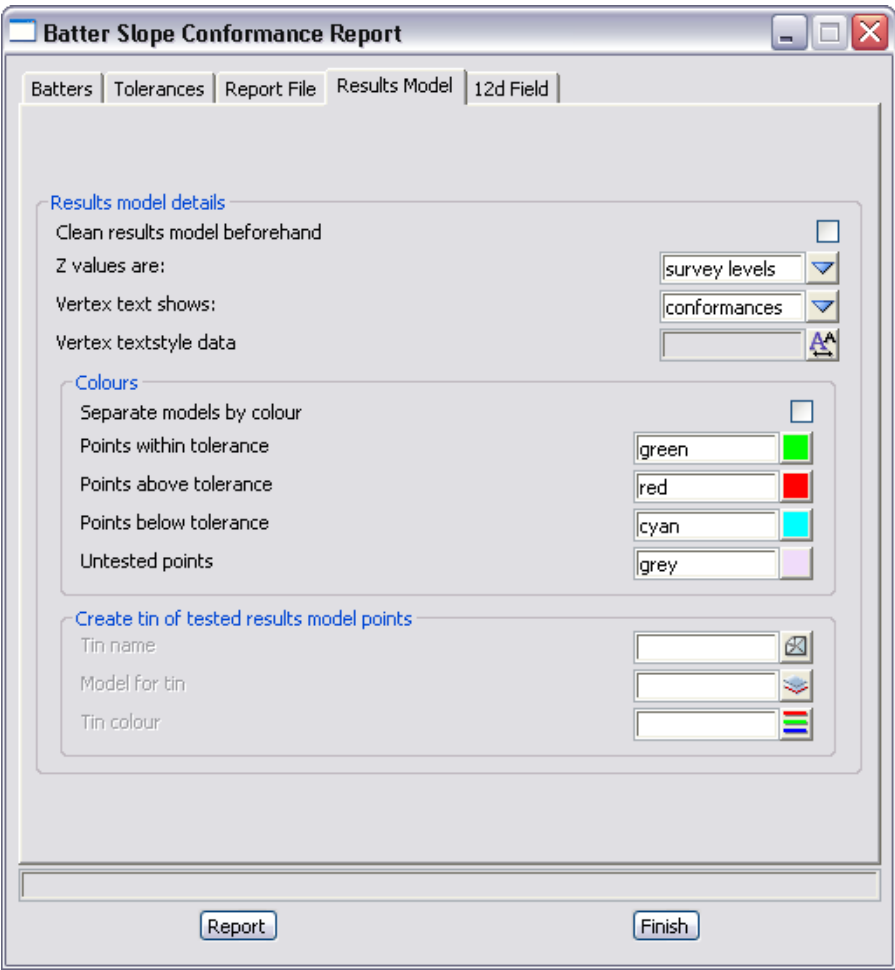 Batter Slope Conformance Report
Batters Tolerances Report File Results Model 12d Field
Results model details
Clean results model beforehand
Z values are: survey levels
Vertex text shows: conformances
Vertex textstyle data
Colours
Separate models by colour
Points within tolerance green
Points above tolerance red
Points below tolerance cyan
Untested points grey
Create tin of tested results model points
Tin name
Model for tin
Tin colour
Report Finish